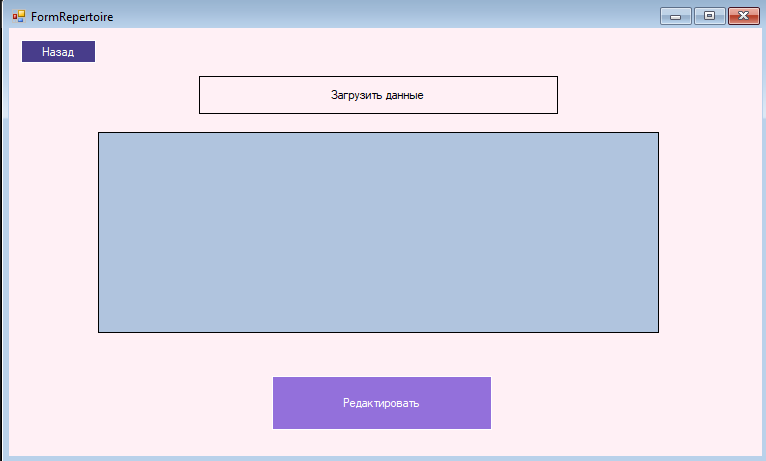 FormRepertoire
Назад
Загрузить данные
Редактировать